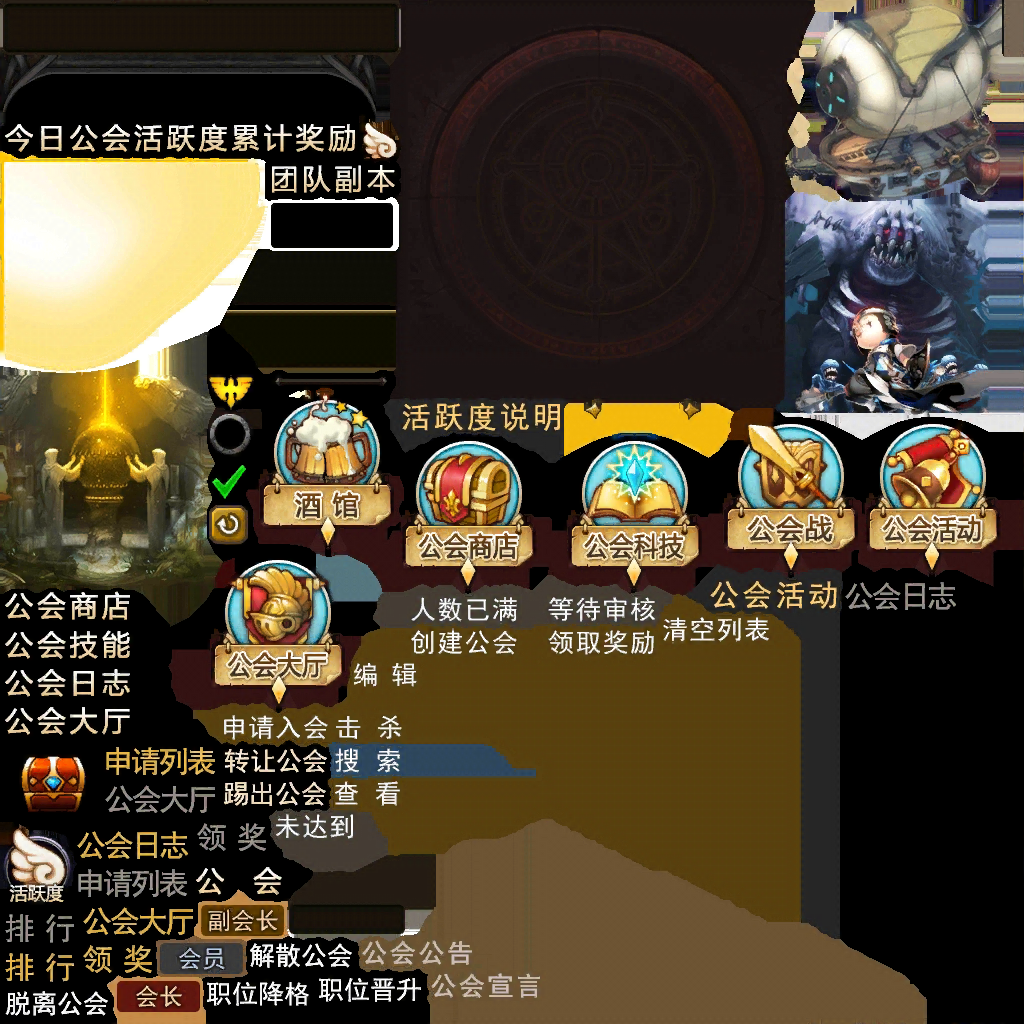 今日公会活跃度累计奖励
团队副本
活跃度说明
酒馆
公会商店
公会科技
公会战
公会活动
公会活动
公会日志
人数已满
等待审核
创建公会
领取奖励
清空列表
公会商店
公会技能
公会日志
公会大厅
公会大厅
编辑
申请入会
击杀
申请列表
转让公会
搜索
公会大厅
踢出公会
查看
未达到
公会日志
领奖
活跃度
申请列表
公会
排行
公会大厅
副会长
排行
领奖
会员
解散公会
公会公告
脱离公会
会长
职位降格
职位晋升
公会宣言